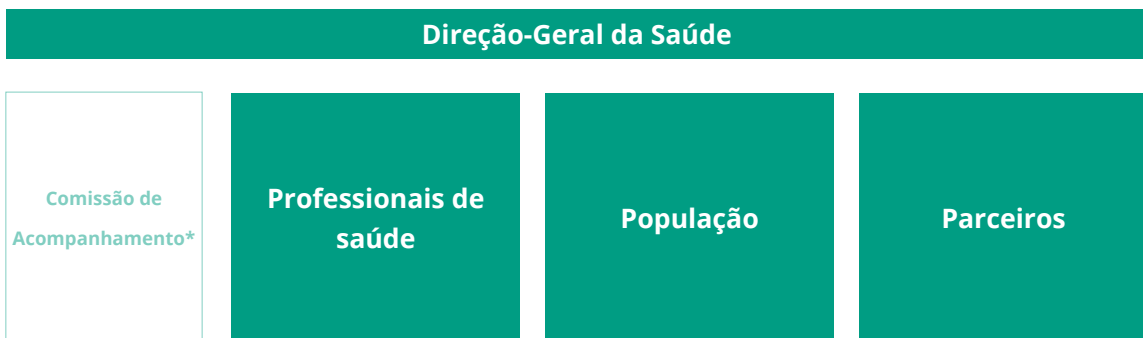 Direção-Geral da Saúde
Comissão de
Acompanhamento*
Professionais de
saúde
População
Parceiros